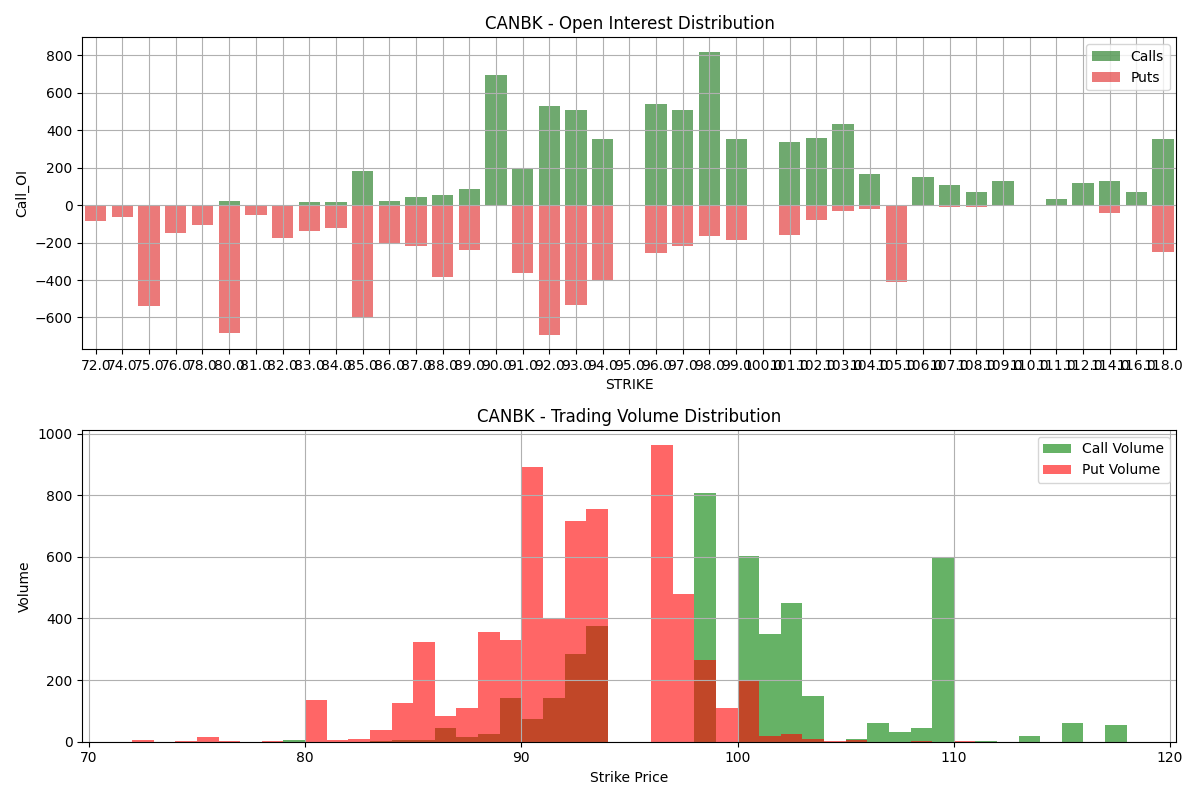 CANBK - Open Interest Distribution
Calls
Puts
800
600
400
200
0
−200
−400
−600
Call_OI
72.0 74.0 75.0 76.0 78.0 80.0 81.0 82.0 83.0 84.0 85.0 86.0 87.0 88.0 89.0 90.0 91.0 92.0 93.0 94.0 95.0 96.0 97.0 98.0 99.0 100.0 101.0 102.0 103.0 104.0 105.0 106.0 107.0 108.0 109.0 110.0 111.0 112.0 114.0 116.0 118.0
STRIKE
CANBK - Trading Volume Distribution
Call Volume
Put Volume
1000
800
600
400
200
0
Volume
70 80 90 100 110 120
Strike Price